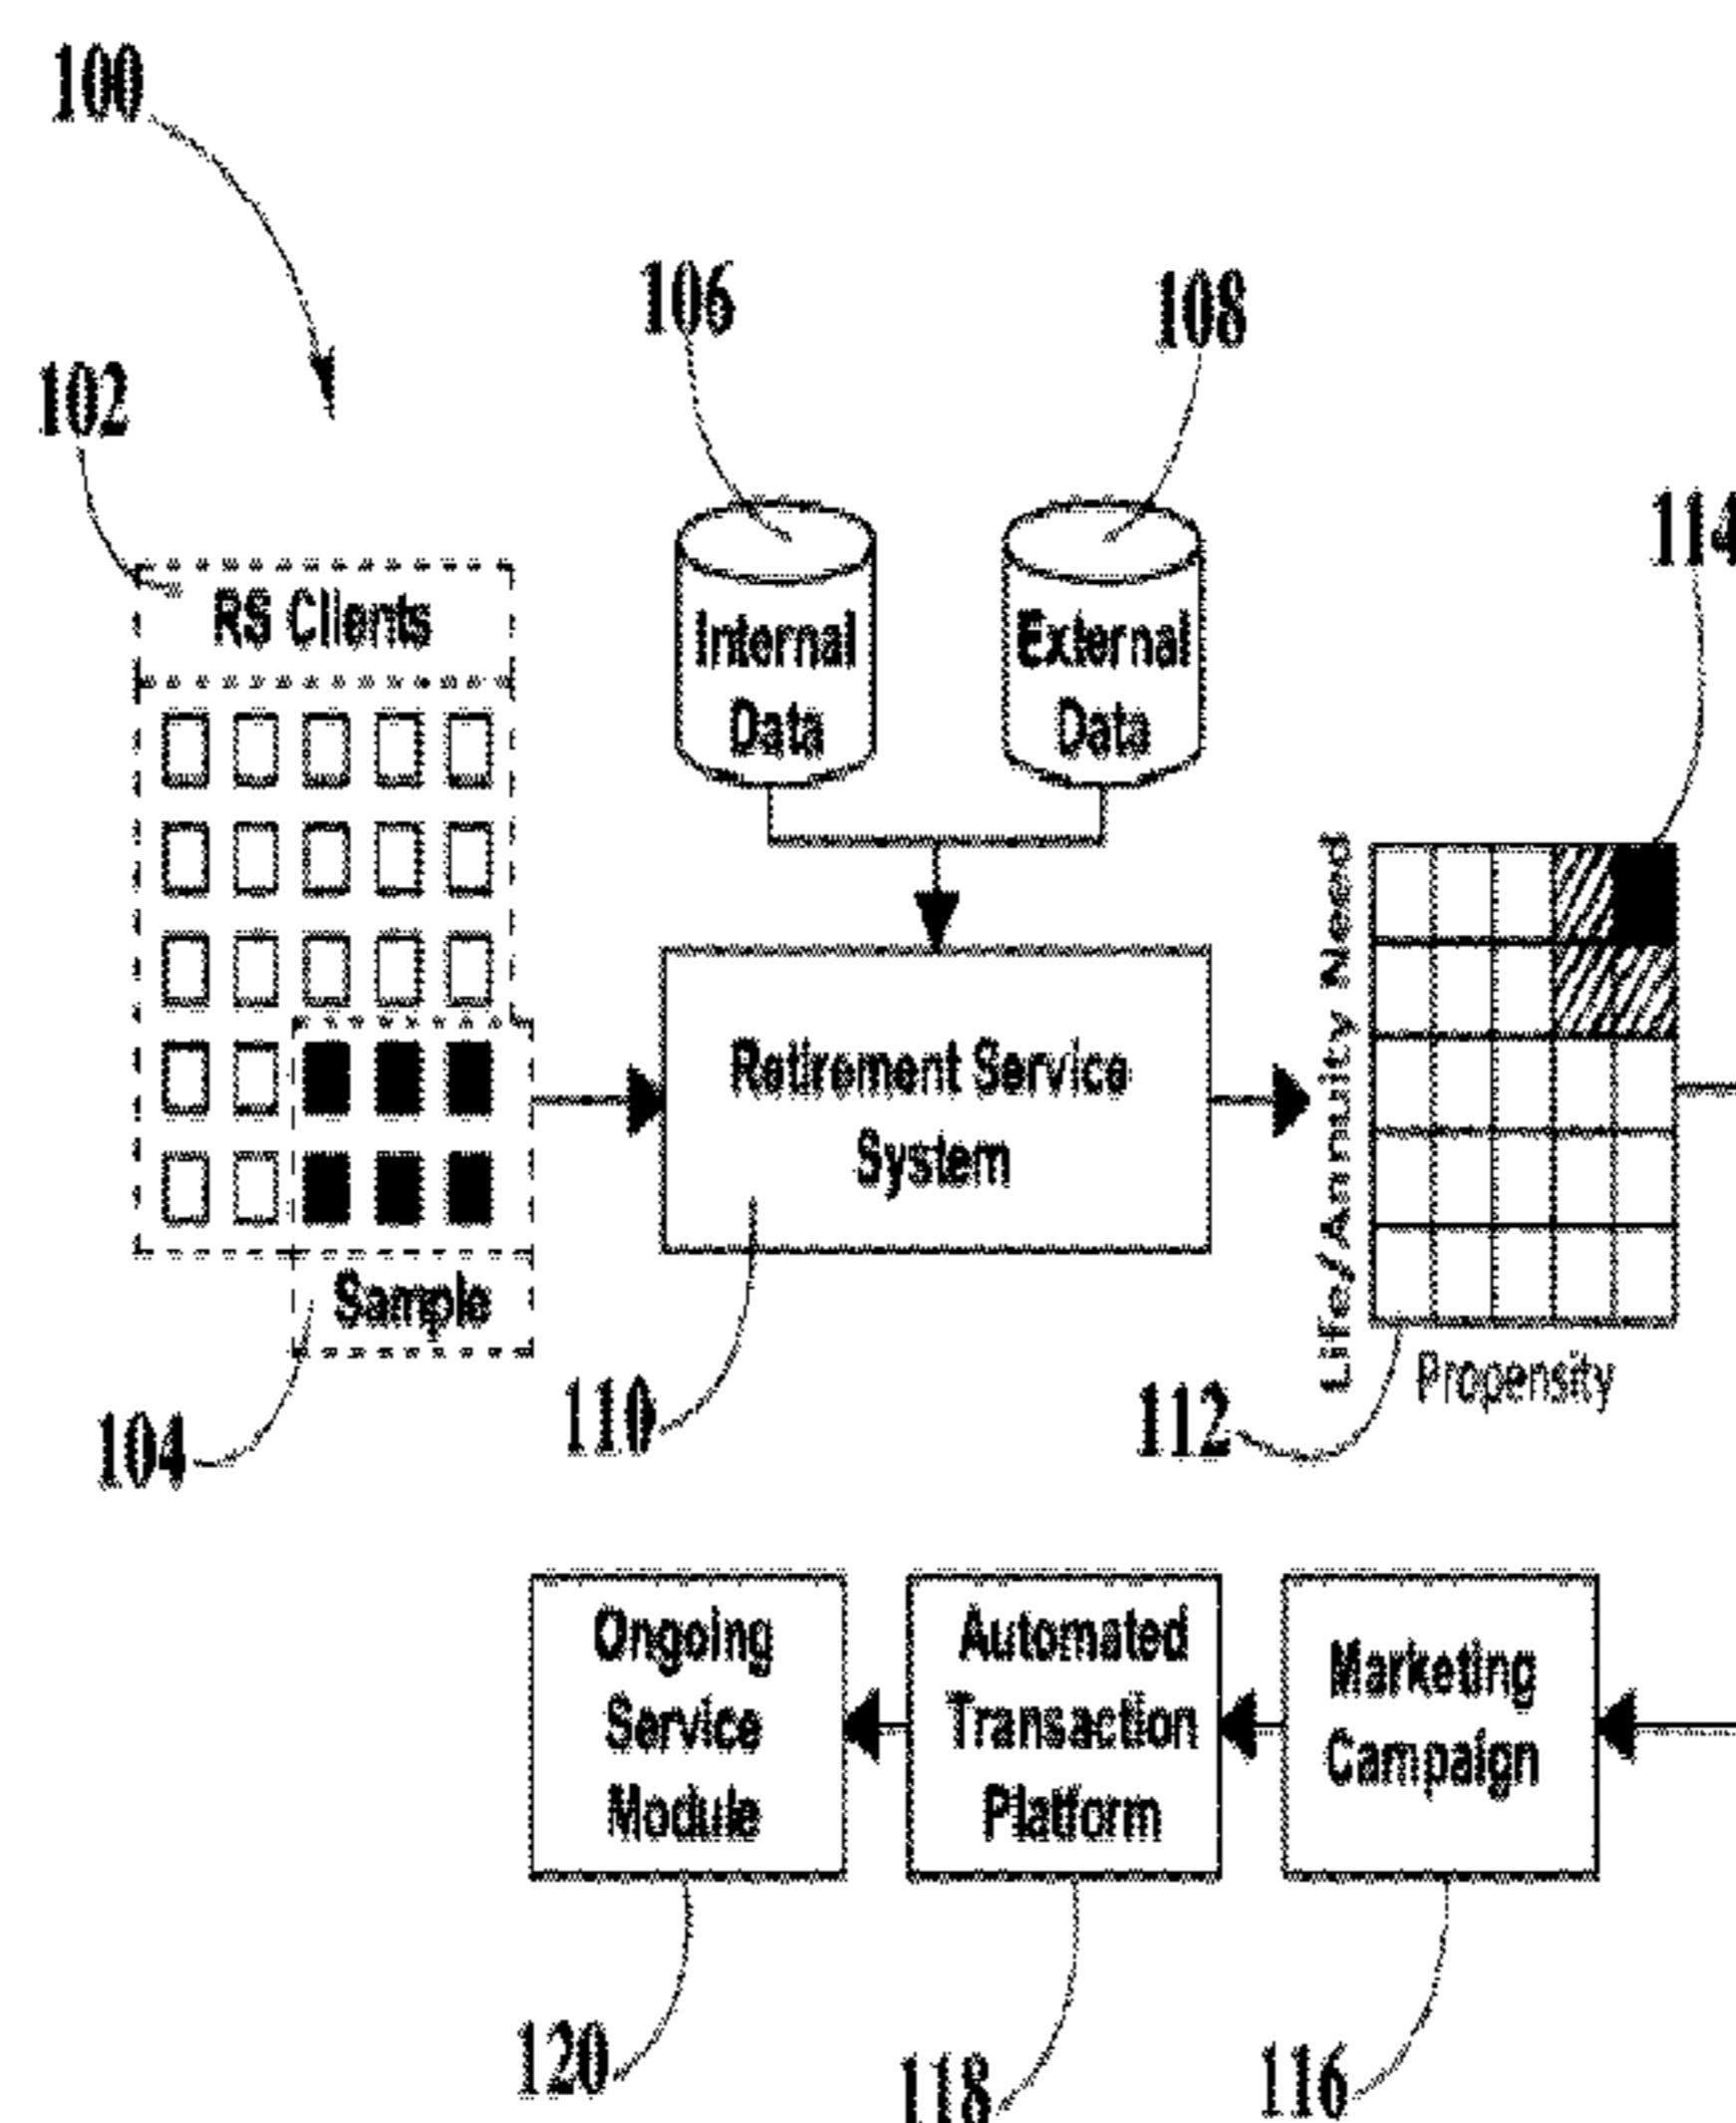 100
106
108
102
114
RS Clients
Internal
Data
External
Data
Life/Annuity Need
Retirement Service
System
Sample
Propensity
104
110
112
Ongoing
Service
Module
Automated
Transaction
Platform
Marketing
Campaign
120
118
116